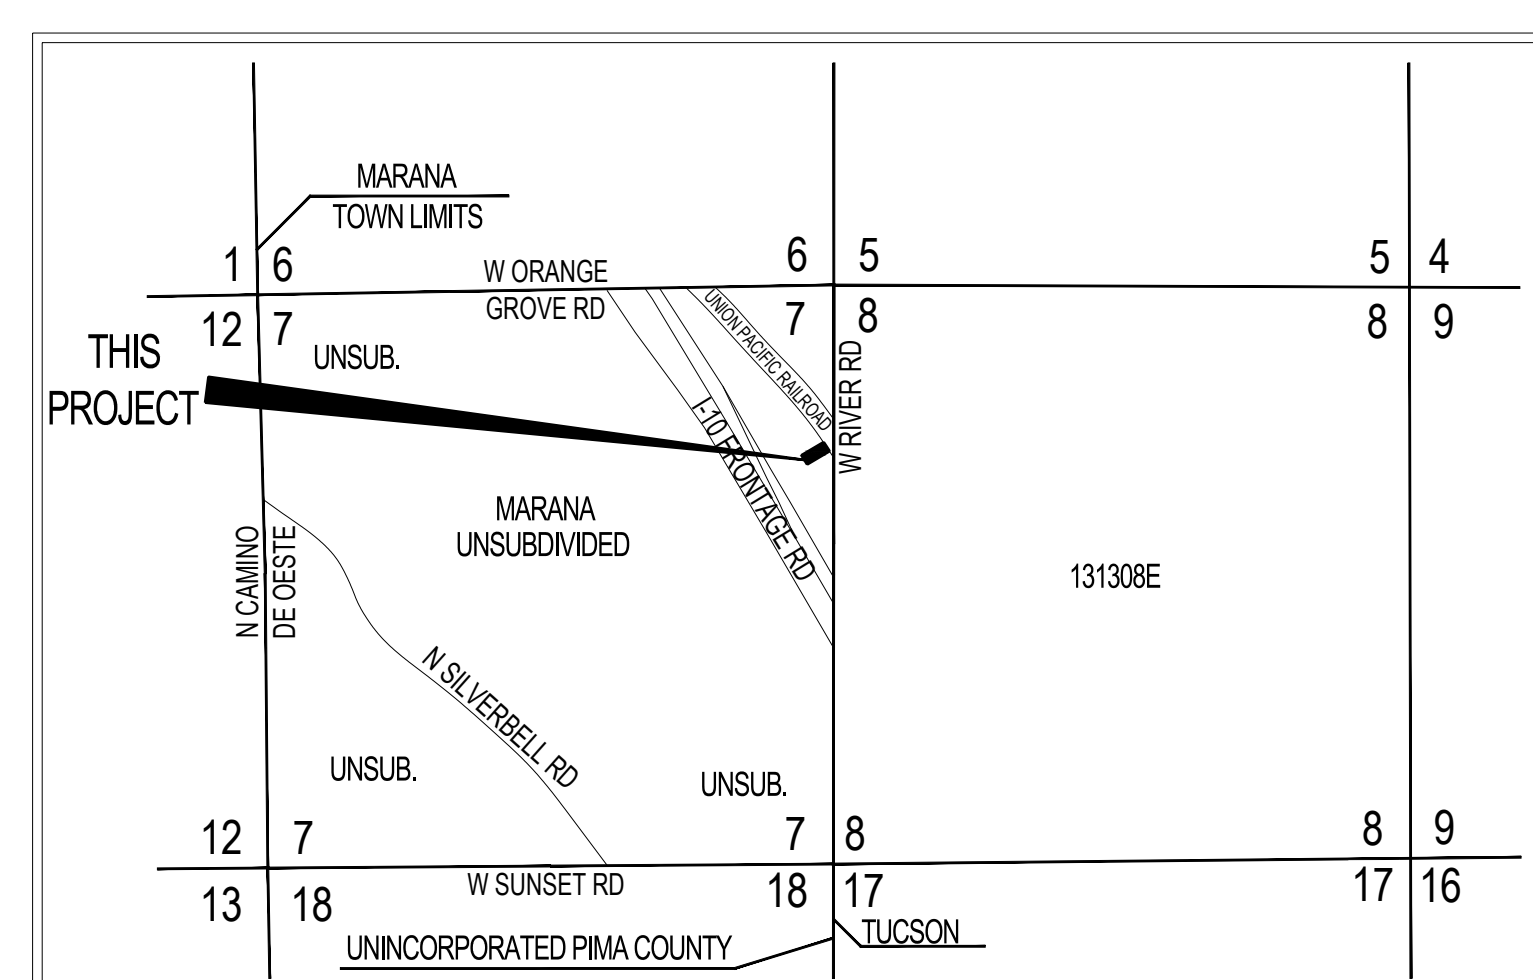 MARANA
TOWN LIMITS
1 6
6 5
5 4
W ORANGE
GROVE RD
12 7
7 8
8 9
THIS
PROJECT
UNSUB.
UNION PACIFIC RAILROAD
W RIVER RD
I-10 FRONTAGE RD
MARANA
UNSUBDIVIDED
N CAMINO
DE OESTE
131308E
N SILVERBELL RD
UNSUB.
UNSUB.
12 7
7 8
8 9
W SUNSET RD
13 18
18 17
17 16
UNINCORPORATED PIMA COUNTY
TUCSON